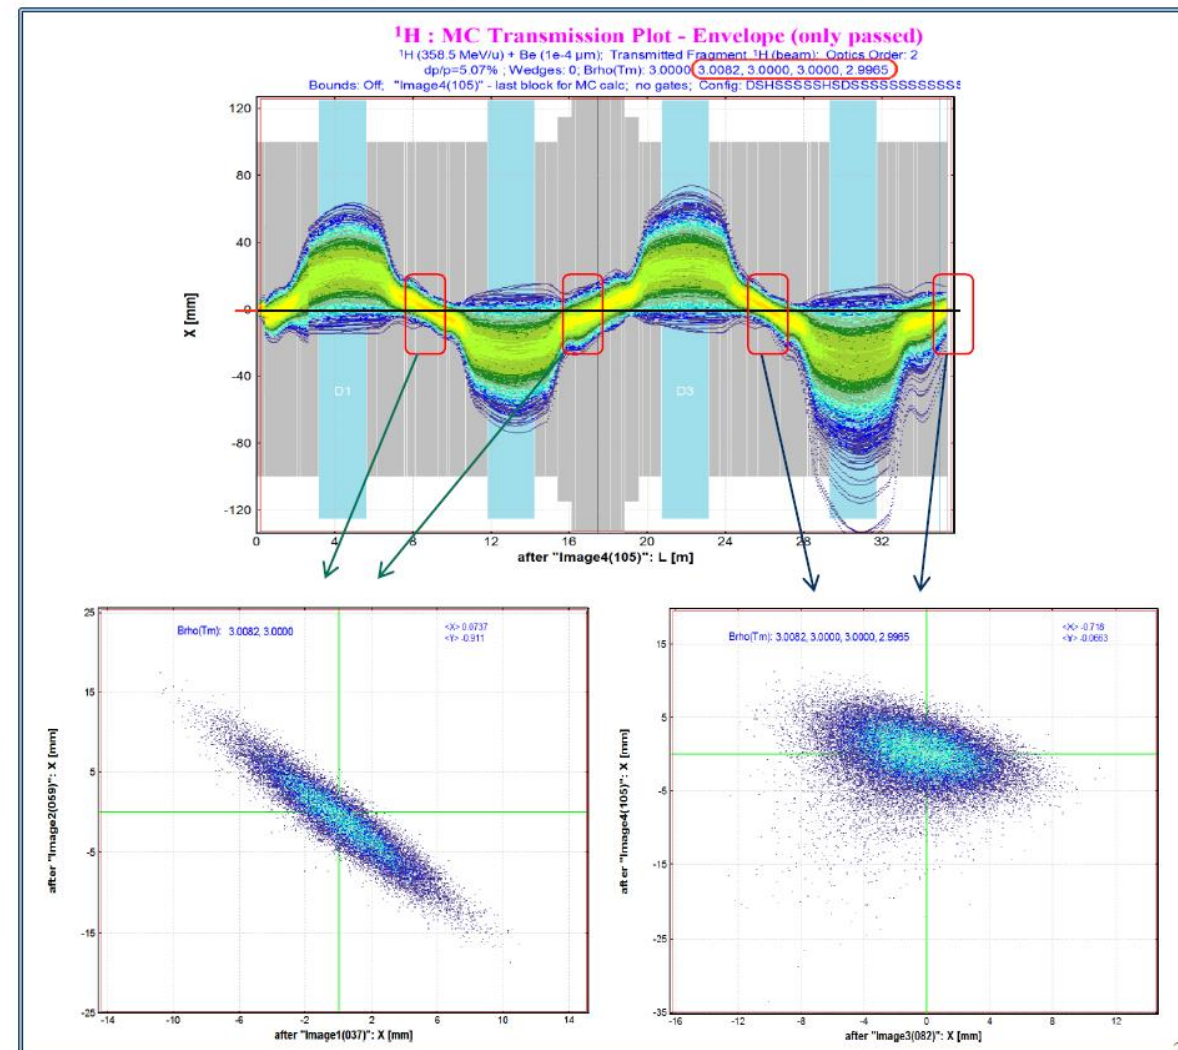 ¹H : MC Transmission Plot - Envelope (only passed)
¹H (358.5 MeV/u) + Be (1e-4 µm); Transmitted Fragment ¹H (beam); Optics Order: 2
dp/p=5.07% ; Wedges: 0; Brho(Tm): 3.0000, 3.0082, 3.0000, 3.0000, 2.9965
Bounds: Off; "Image4(105)" - last block for MC calc; no gates; Config: DSHSSSSSHSDSSSSSSSSSSS
120
80
40
0
-40
-80
-120
X [mm]
D1
D3
0
4
8
12
16
20
24
28
32
after "Image4(105)": L [m]
25
15
5
-5
-15
-25
after "Image2(059)": X [mm]
Brho(Tm): 3.0082, 3.0000
<X> 0.0737
<Y> -0.911
-14
-10
-6
-2
2
6
10
14
after "Image1(037)": X [mm]
15
5
-5
-15
-25
-35
after "Image4(105)": X [mm]
Brho(Tm): 3.0082, 3.0000, 3.0000, 2.9965
<X> -0.718
<Y> -0.0663
-16
-12
-8
-4
0
4
8
12
after "Image3(082)": X [mm]